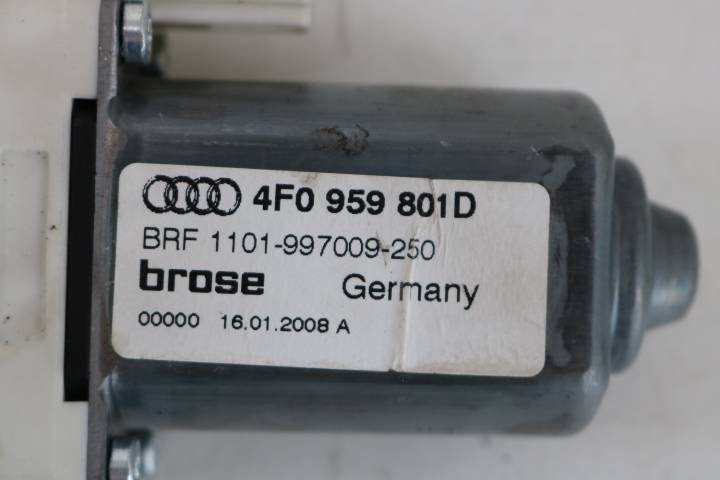 4F0 959 801D
BRF 1101-997009-250
brose Germany
00000 16.01.2008 A